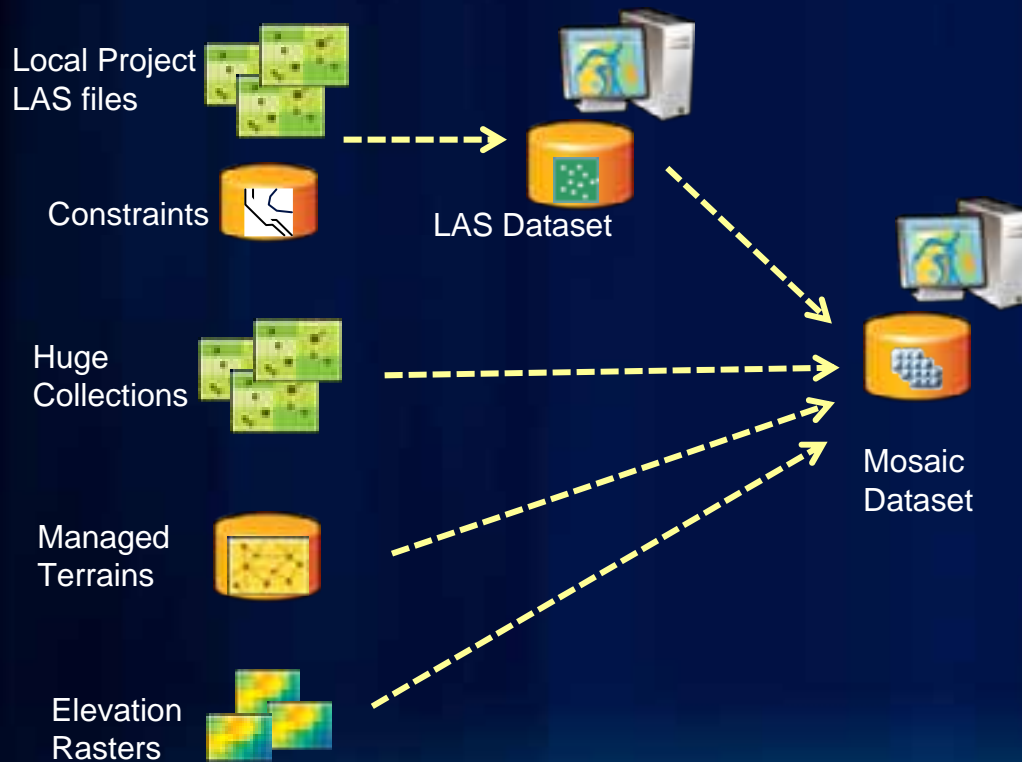 Local Project
LAS files
Constraints
LAS Dataset
Huge
Collections
Mosaic
Dataset
Managed
Terrains
Elevation
Rasters